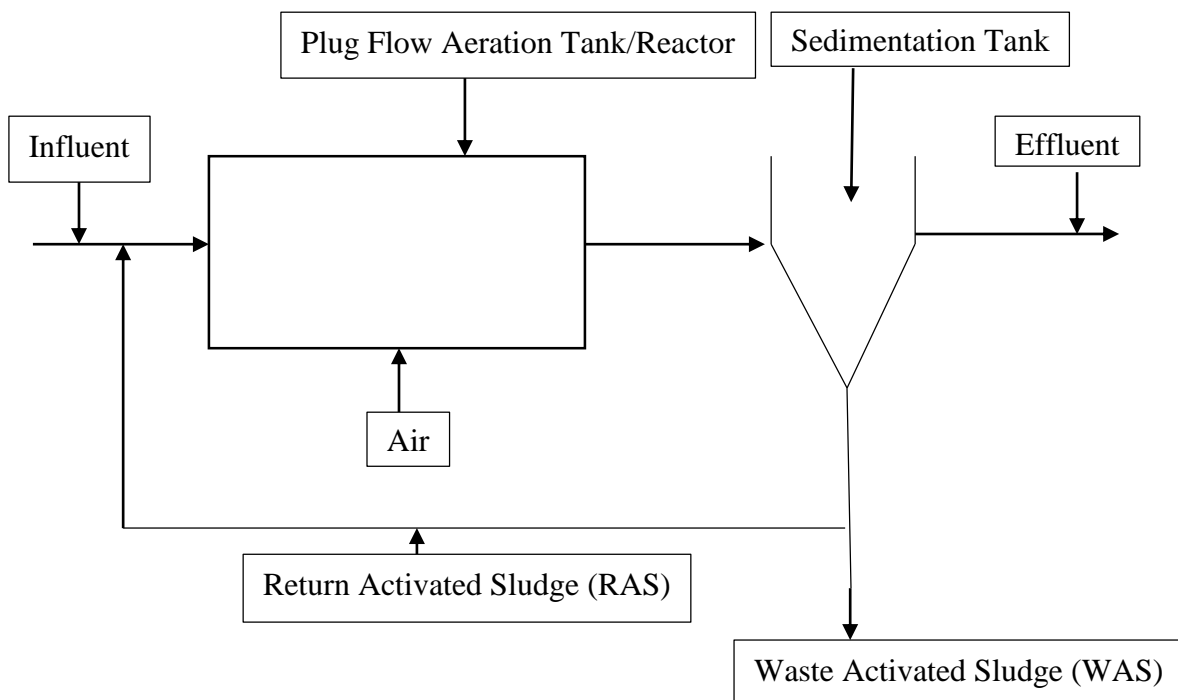 Plug Flow Aeration Tank/Reactor
Sedimentation Tank
Influent
Effluent
Air
Return Activated Sludge (RAS)
Waste Activated Sludge (WAS)